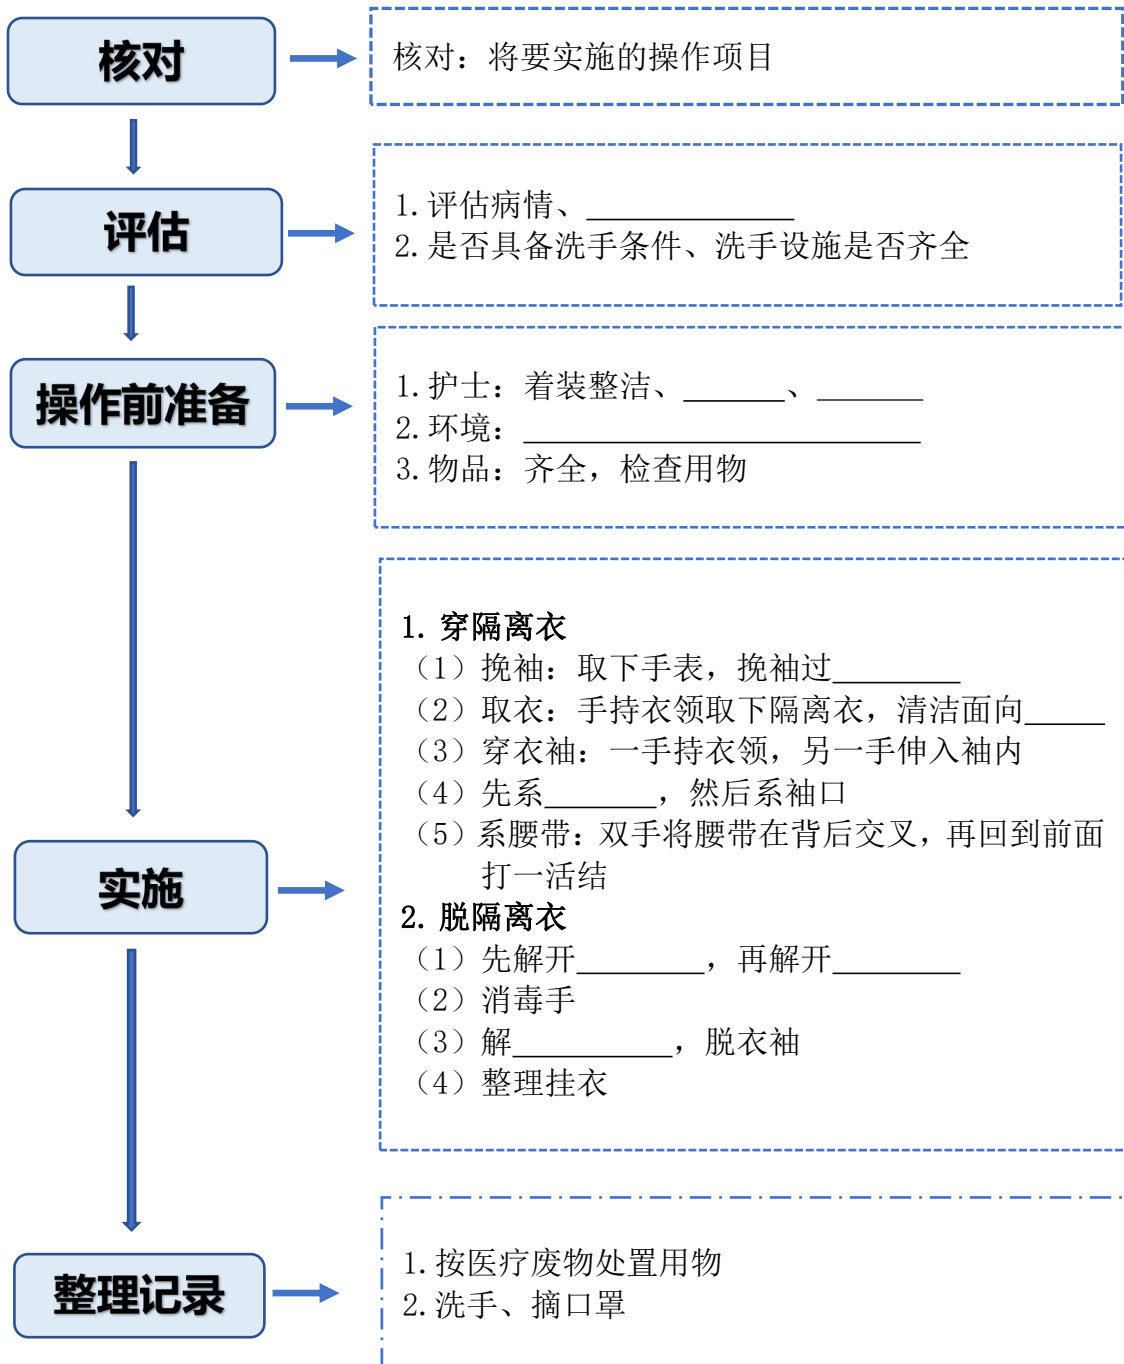 核对
核对：将要实施的操作项目
评估
1.评估病情、_____________
2.是否具备洗手条件、洗手设施是否齐全
操作前准备
1.护士：着装整洁、______、______
2.环境：_________________________
3.物品：齐全，检查用物
实施
1. 穿隔离衣
（1）挽袖：取下手表，挽袖过________
（2）取衣：手持衣领取下隔离衣，清洁面向_____
（3）穿衣袖：一手持衣领，另一手伸入袖内
（4）先系_______，然后系袖口
（5）系腰带：双手将腰带在背后交叉，再回到前面
打一活结
2. 脱隔离衣
（1）先解开________，再解开________
（2）消毒手
（3）解__________，脱衣袖
（4）整理挂衣
整理记录
1.按医疗废物处置用物
2.洗手、摘口罩